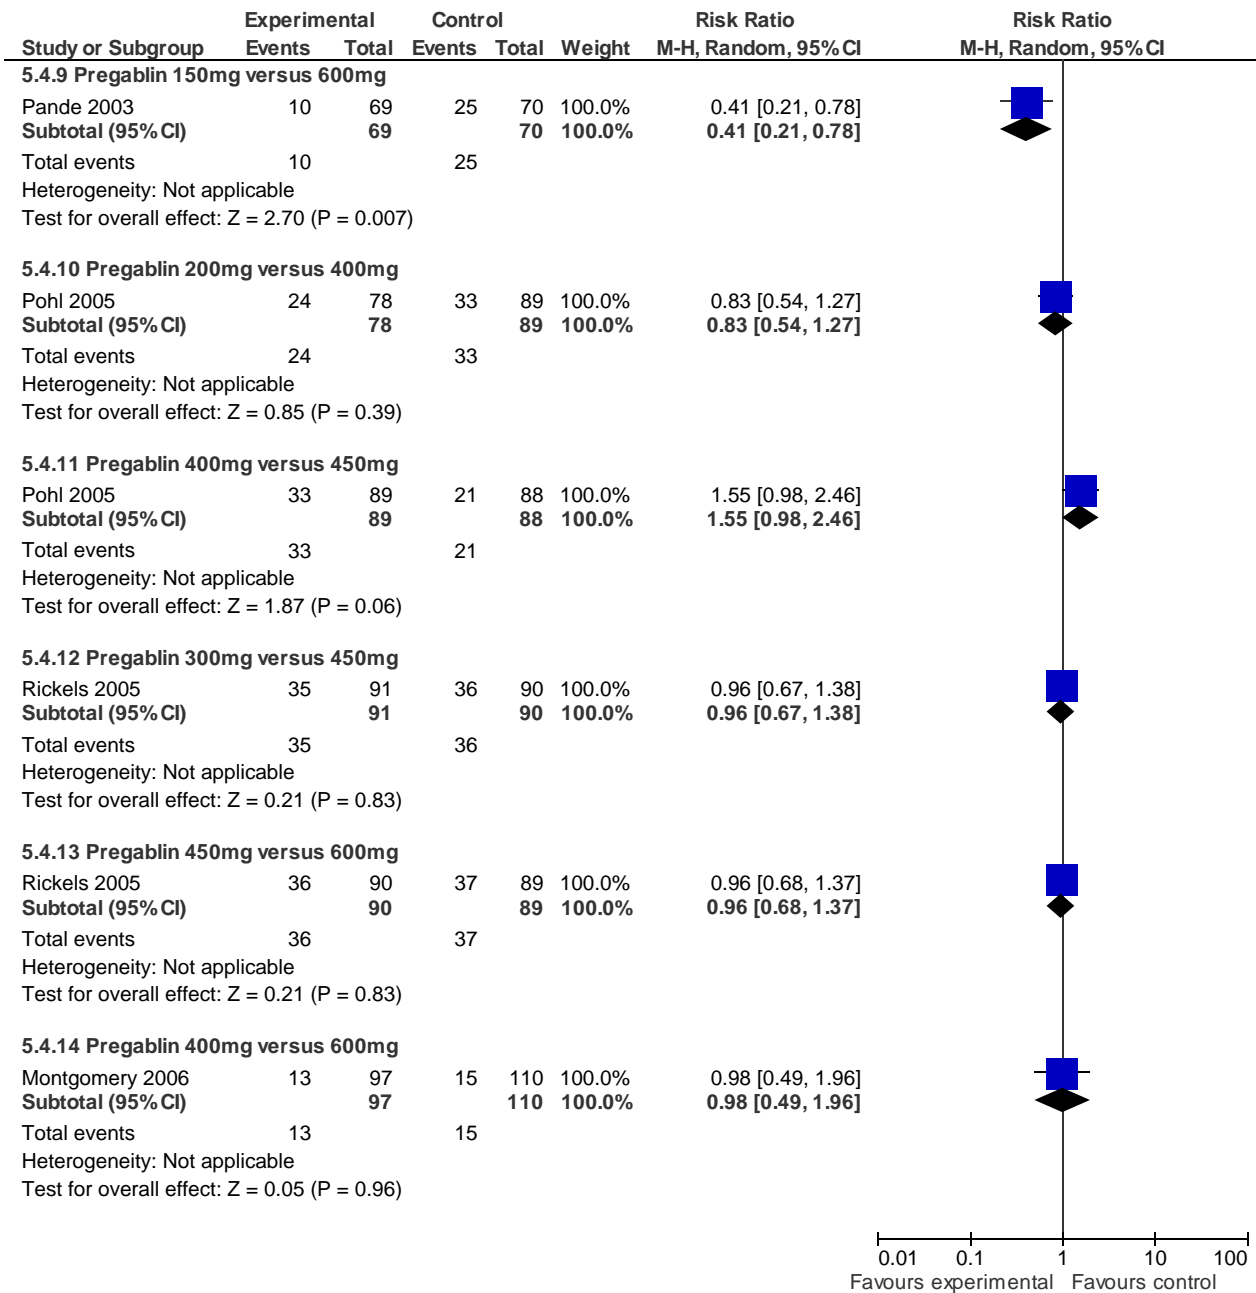 Experimental Control Risk Ratio Risk Ratio
Study or Subgroup Events Total Events Total Weight M-H, Random, 95% CI M-H, Random, 95% CI
5.4.9 Pregablin 150mg versus 600mg
Pande 2003 10 69 25 70 100.0% 0.41 [0.21, 0.78]
Subtotal (95% CI) 69 70 100.0% 0.41 [0.21, 0.78]
Total events 10 25
Heterogeneity: Not applicable
Test for overall effect: Z = 2.70 (P = 0.007)
5.4.10 Pregablin 200mg versus 400mg
Pohl 2005 24 78 33 89 100.0% 0.83 [0.54, 1.27]
Subtotal (95% CI) 78 89 100.0% 0.83 [0.54, 1.27]
Total events 24 33
Heterogeneity: Not applicable
Test for overall effect: Z = 0.85 (P = 0.39)
5.4.11 Pregablin 400mg versus 450mg
Pohl 2005 33 89 21 88 100.0% 1.55 [0.98, 2.46]
Subtotal (95% CI) 89 88 100.0% 1.55 [0.98, 2.46]
Total events 33 21
Heterogeneity: Not applicable
Test for overall effect: Z = 1.87 (P = 0.06)
5.4.12 Pregablin 300mg versus 450mg
Rickels 2005 35 91 36 90 100.0% 0.96 [0.67, 1.38]
Subtotal (95% CI) 91 90 100.0% 0.96 [0.67, 1.38]
Total events 35 36
Heterogeneity: Not applicable
Test for overall effect: Z = 0.21 (P = 0.83)
5.4.13 Pregablin 450mg versus 600mg
Rickels 2005 36 90 37 89 100.0% 0.96 [0.68, 1.37]
Subtotal (95% CI) 90 89 100.0% 0.96 [0.68, 1.37]
Total events 36 37
Heterogeneity: Not applicable
Test for overall effect: Z = 0.21 (P = 0.83)
5.4.14 Pregablin 400mg versus 600mg
Montgomery 2006 13 97 15 110 100.0% 0.98 [0.49, 1.96]
Subtotal (95% CI) 97 110 100.0% 0.98 [0.49, 1.96]
Total events 13 15
Heterogeneity: Not applicable
Test for overall effect: Z = 0.05 (P = 0.96)
0.01 0.1 1 10 100
Favours experimental Favours control